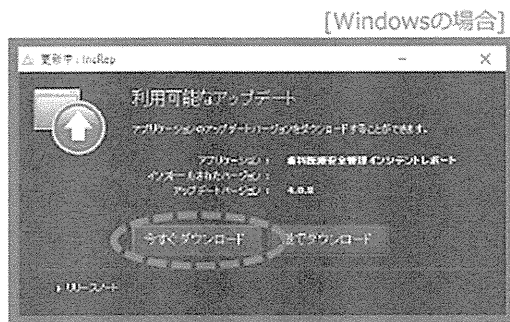 [Windowsの場合]
更新中: IncRep
利用可能なアップデート
アプリケーションのアップデートバージョンをダウンロードすることができます。
アプリケーション: 歯科医療安全管理 インシデントレポート
インストールされたバージョン:
アップデートバージョン: 4.0.8
今すぐダウンロード
後でダウンロード
リリースノート